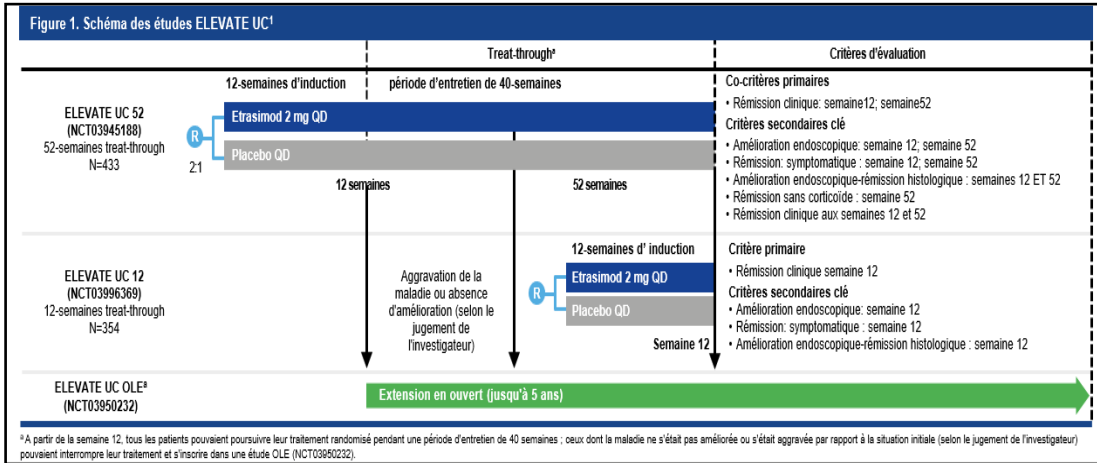 Figure 1. Schéma des études ELEVATE UC¹
Treat-throughª
Critères d'évaluation
12-semaines d'induction
période d'entretien de 40-semaines
ELEVATE UC 52
(NCT03945188)
52-semaines treat-through
N=433
R
2:1
Etrasimod 2 mg QD
Placebo QD
12 semaines
52 semaines
Co-critères primaires
• Rémission clinique: semaine12; semaine52
Critères secondaires clé
• Amélioration endoscopique: semaine 12; semaine 52
• Rémission: symptomatique : semaine 12; semaine 52
• Amélioration endoscopique-rémission histologique : semaines 12 ET 52
• Rémission sans corticoïde : semaine 52
• Rémission clinique aux semaines 12 et 52
ELEVATE UC 12
(NCT03996369)
12-semaines treat-through
N=354
Aggravation de la
maladie ou absence
d'amélioration (selon le
jugement de
l'investigateur)
12-semaines d' induction
R
Etrasimod 2 mg QD
Placebo QD
Semaine 12
Critère primaire
• Rémission clinique semaine 12
Critères secondaires clé
• Amélioration endoscopique: semaine 12
• Rémission: symptomatique : semaine 12
• Amélioration endoscopique-rémission histologique : semaine 12
ELEVATE UC OLEª
(NCT03950232)
Extension en ouvert (jusqu'à 5 ans)
ª A partir de la semaine 12, tous les patients pouvaient poursuivre leur traitement randomisé pendant une période d'entretien de 40 semaines ; ceux dont la maladie ne s'était pas améliorée ou s'était aggravée par rapport à la situation initiale (selon le jugement de l'investigateur)
pouvaient interrompre leur traitement et s'inscrire dans une étude OLE (NCT03950232).